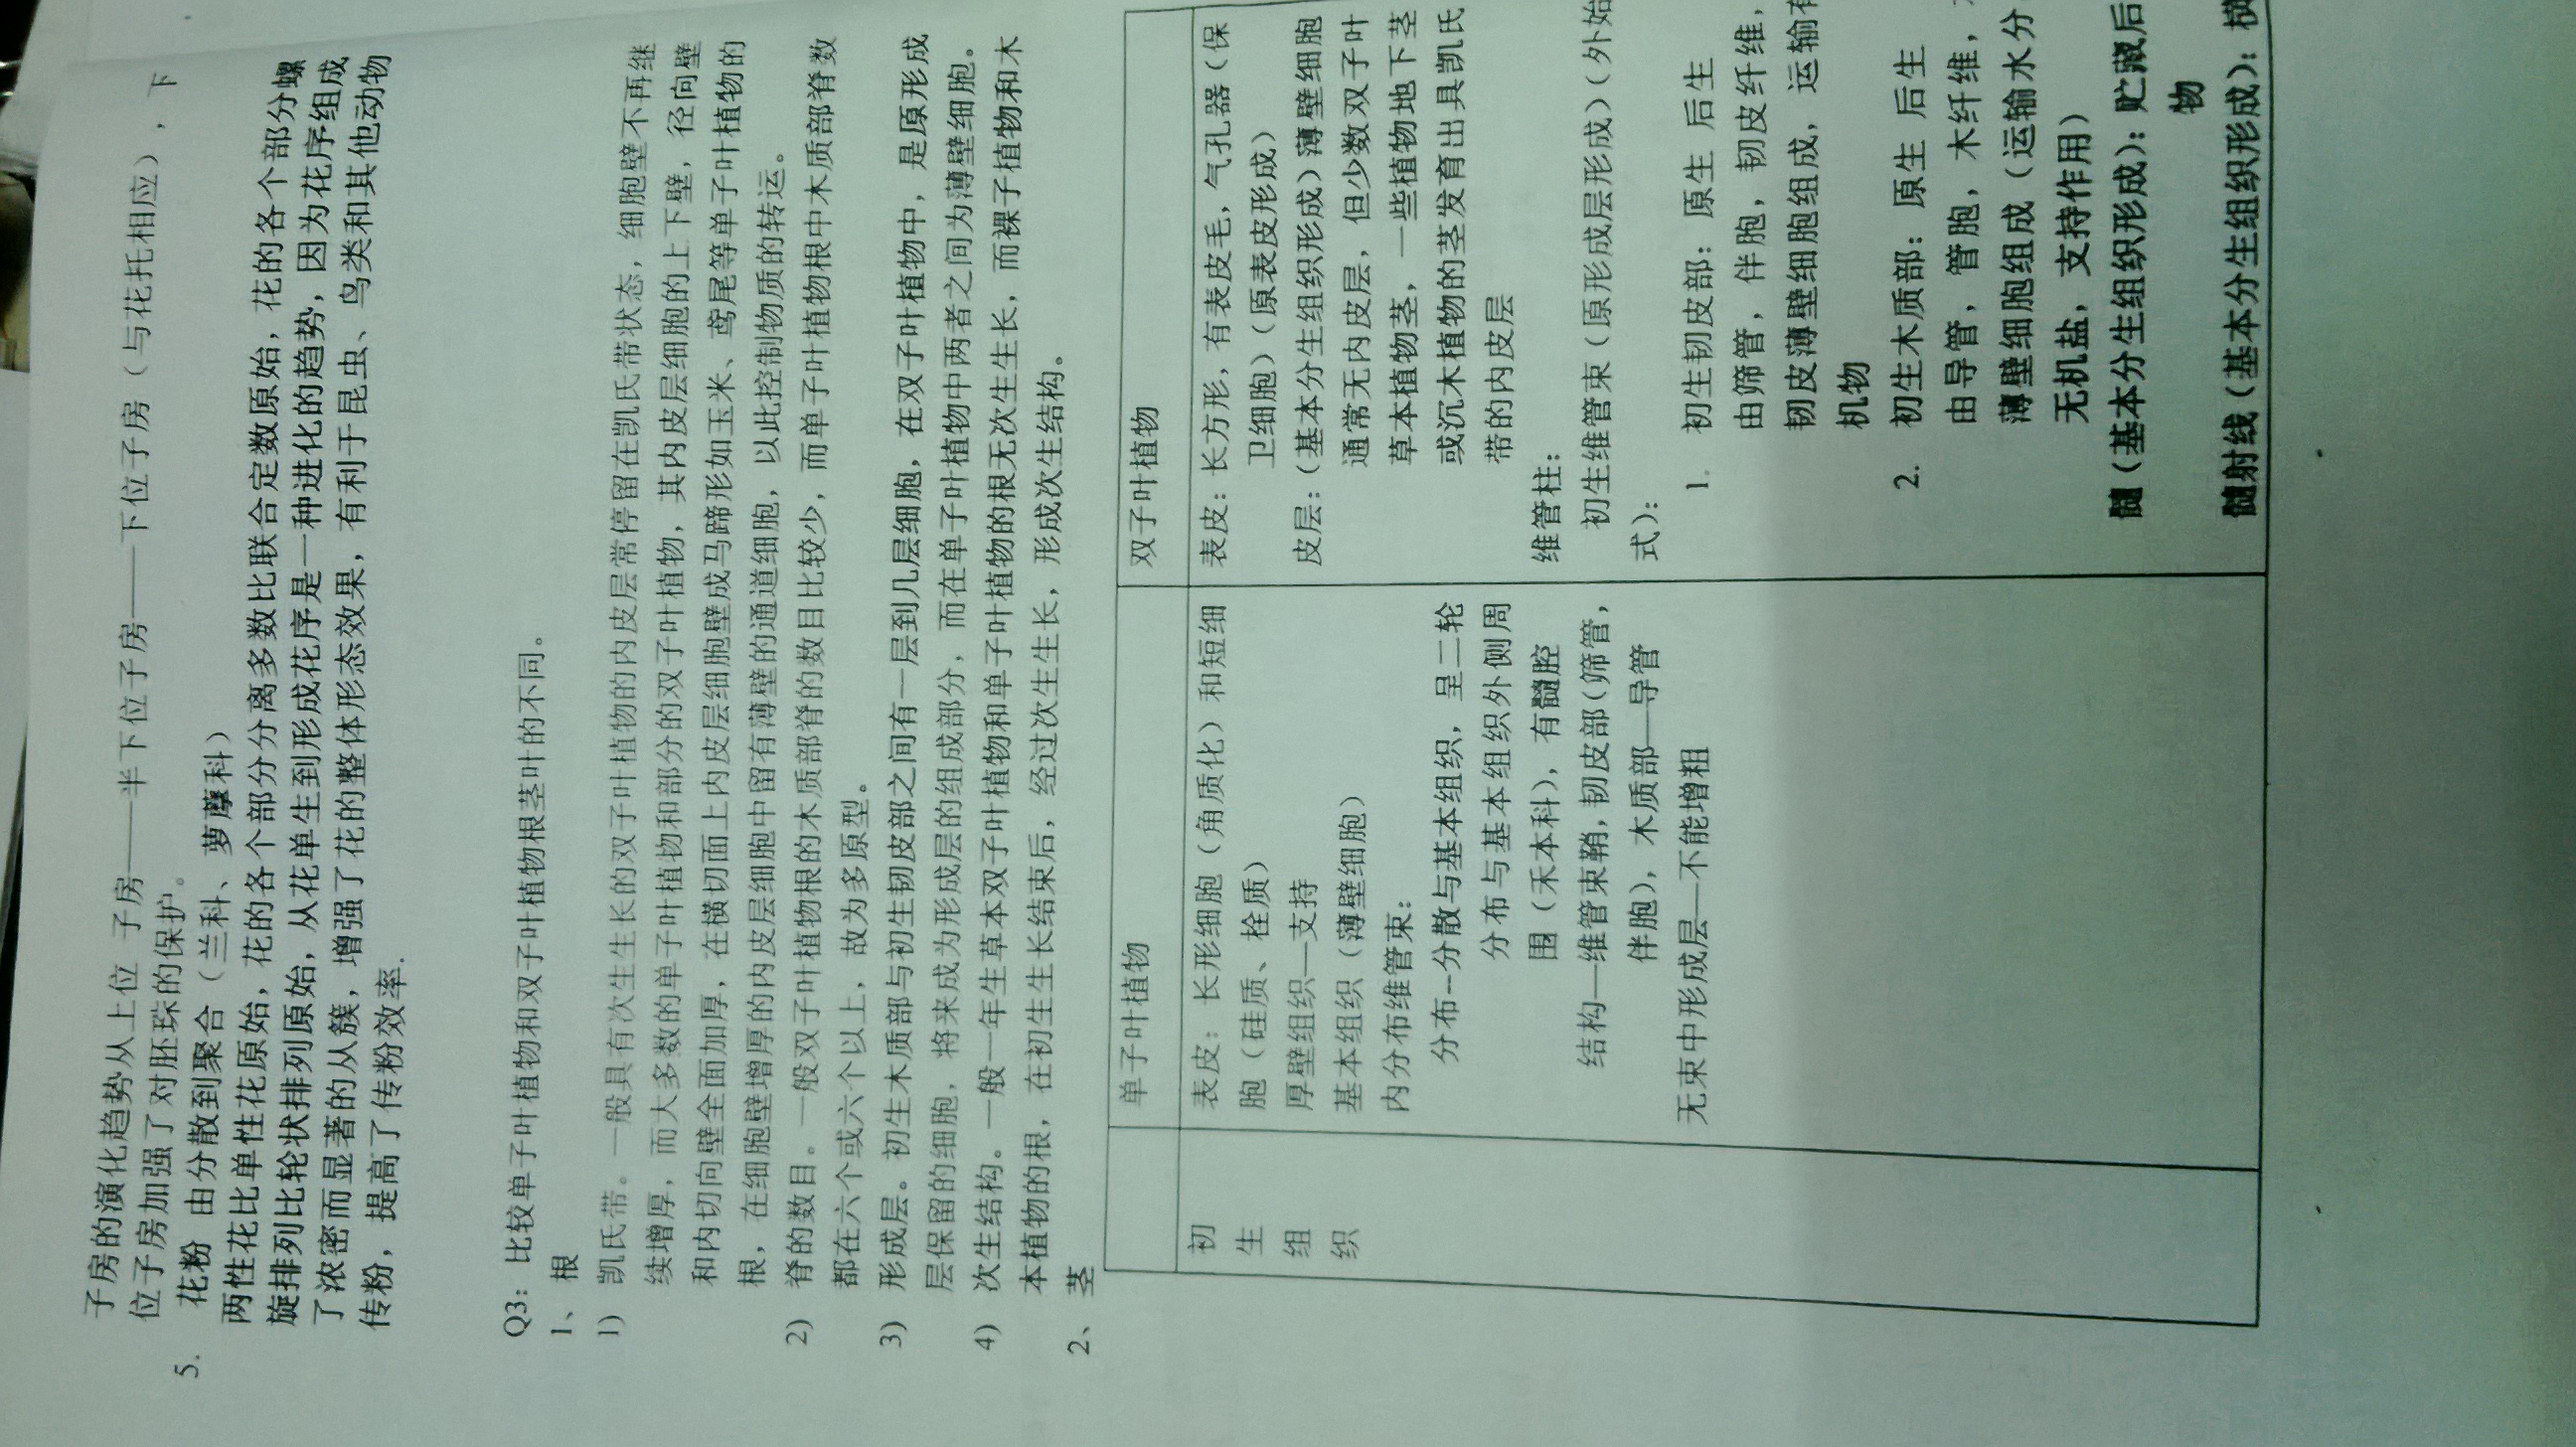 子房的演化趋势从上位 子房——半下位子房——下位子房（与花托相应），下
位子房加强了对胚珠的保护。
5. 花粉 由分散到聚合（兰科、萝藦科）
两性花比单性花原始，花的各个部分分离多数比联合定数原始，花的各个部分螺
旋排列比轮状排列原始，从花单生到形成花序是一种进化的趋势，因为花序组成
了浓密而显著的从簇，增强了花的整体形态效果，有利于昆虫、鸟类和其他动物
传粉，提高了传粉效率.
Q3：比较单子叶植物和双子叶植物根茎叶的不同。
1、根
1) 凯氏带。一般具有次生生长的双子叶植物的内皮层常停留在凯氏带状态，细胞壁不再继
续增厚，而大多数的单子叶植物和部分的双子叶植物，其内皮层细胞的上下壁，径向壁
和内切向壁全面加厚，在横切面上内皮层细胞壁成马蹄形如玉米、鸢尾等单子叶植物的
根，在细胞壁增厚的内皮层细胞中留有薄壁的通道细胞，以此控制物质的转运。
2) 脊的数目。一般双子叶植物根的木质部脊的数目比较少，而单子叶植物根中木质部脊数
都在六个或六个以上，故为多原型。
3) 形成层。初生木质部与初生韧皮部之间有一层到几层细胞，在双子叶植物中，是原形成
层保留的细胞，将来成为形成层的组成部分，而在单子叶植物中两者之间为薄壁细胞。
4) 次生结构。一般一年生草本双子叶植物和单子叶植物的根无次生生长，而裸子植物和木
本植物的根，在初生生长结束后，经过次生生长，形成次生结构。
2、茎
单子叶植物
双子叶植物
初
生
组
织
表皮：长形细胞（角质化）和短细
胞（硅质、栓质）
厚壁组织—支持
基本组织（薄壁细胞）
内分布维管束：
分布--分散与基本组织，呈二轮
分布与基本组织外侧周
围（禾本科），有髓腔
结构—维管束鞘，韧皮部（筛管，
伴胞），木质部—导管
无束中形成层—不能增粗
表皮：长方形，有表皮毛，气孔器（保
卫细胞）（原表皮形成）
皮层：（基本分生组织形成）薄壁细胞
通常无内皮层，但少数双子叶
草本植物茎，一些植物地下茎
或沉水植物的茎发育出具凯氏
带的内皮层
维管柱：
初生维管束（原形成层形成）（外始
式）：
1. 初生韧皮部：原生 后生
由筛管，伴胞，韧皮纤维，
韧皮薄壁细胞组成，运输有
机物
2. 初生木质部：原生 后生
由导管，管胞，木纤维，
薄壁细胞组成（运输水分
无机盐，支持作用）
髓（基本分生组织形成）：贮藏后
物
髓射线（基本分生组织形成）：横